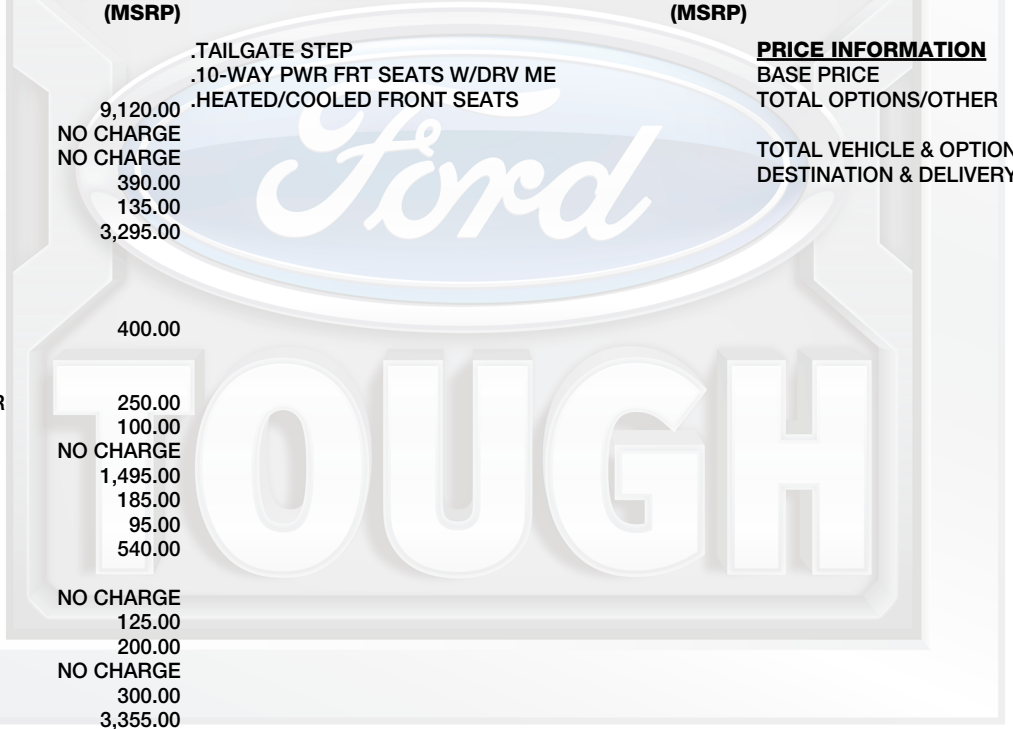 (MSRP)
9,120.00
NO CHARGE
NO CHARGE
390.00
135.00
3,295.00
400.00
R 250.00
100.00
NO CHARGE
1,495.00
185.00
95.00
540.00
NO CHARGE
125.00
200.00
NO CHARGE
300.00
3,355.00
.TAILGATE STEP
.10-WAY PWR FRT SEATS W/DRV ME
.HEATED/COOLED FRONT SEATS
(MSRP)
PRICE INFORMATION
BASE PRICE
TOTAL OPTIONS/OTHER
TOTAL VEHICLE & OPTION
DESTINATION & DELIVERY
Ford
TOUGH